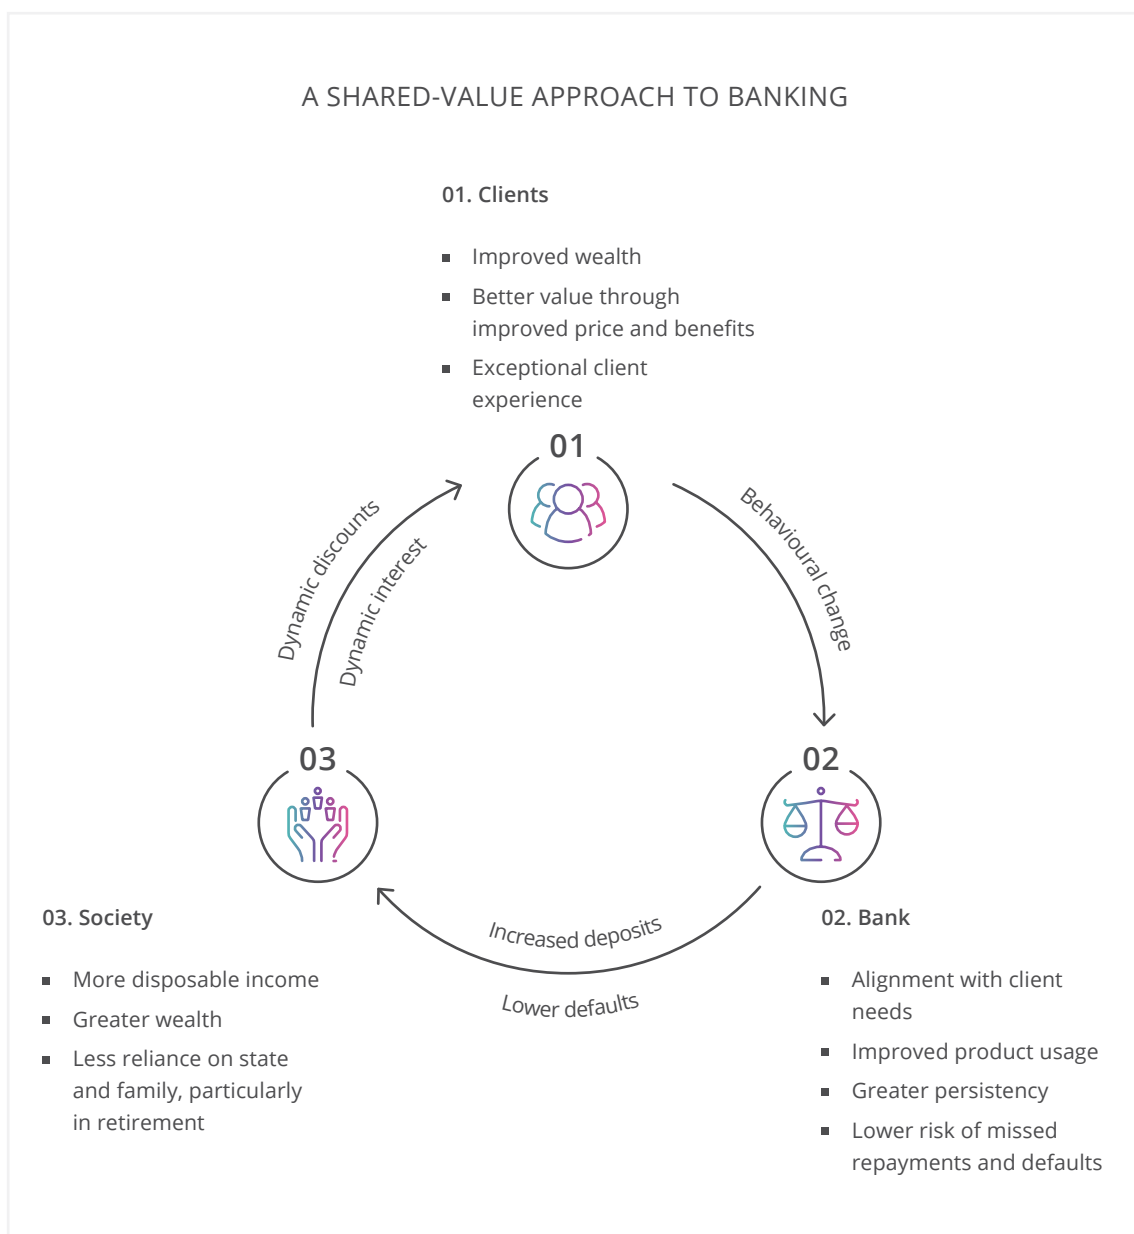 A SHARED-VALUE APPROACH TO BANKING
01. Clients
▪ Improved wealth
▪ Better value through
improved price and benefits
▪ Exceptional client
experience
01
Dynamic discounts
Dynamic interest
Behavioural change
03
02
Increased deposits
Lower defaults
03. Society
▪ More disposable income
▪ Greater wealth
▪ Less reliance on state
and family, particularly
in retirement
02. Bank
▪ Alignment with client
needs
▪ Improved product usage
▪ Greater persistency
▪ Lower risk of missed
repayments and defaults